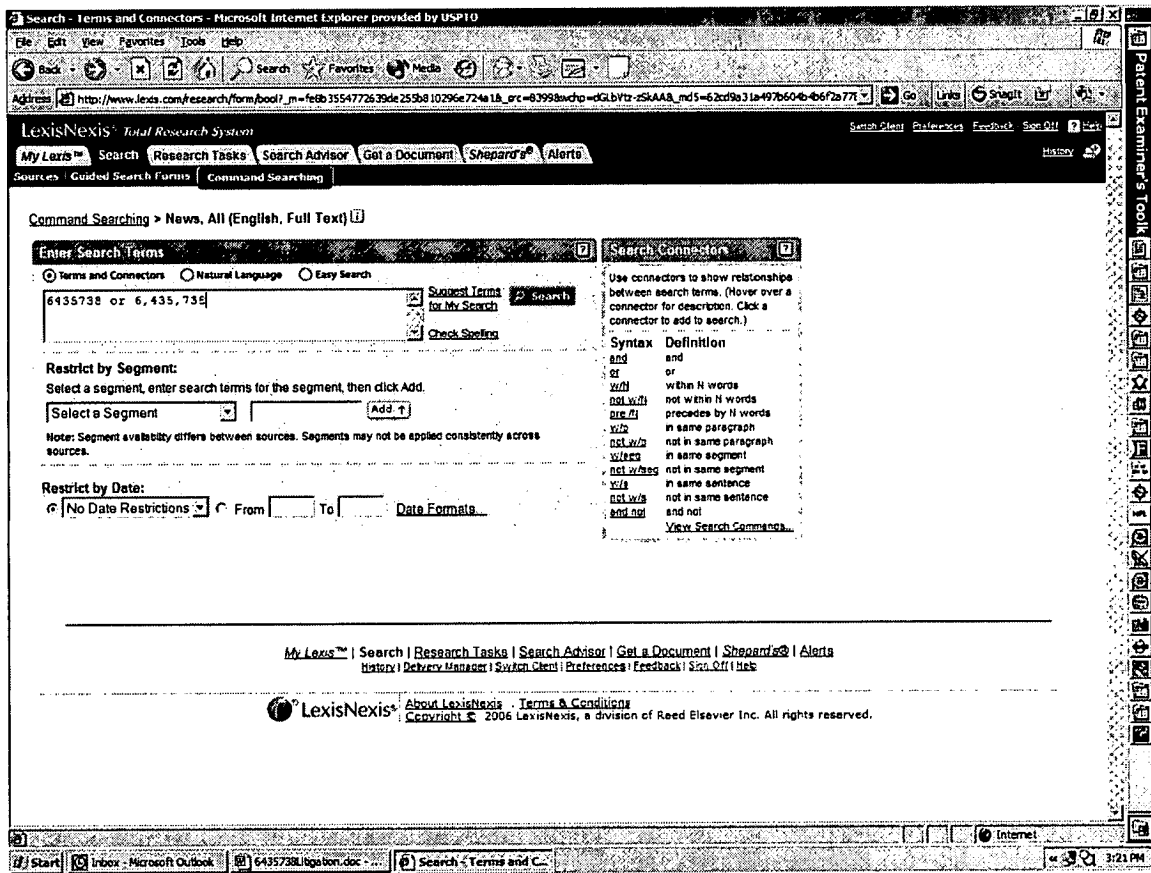 Search - Terms and Connectors - Microsoft Internet Explorer provided by USPTO
File Edit View Favorites Tools Help
Back Search Favorites Media
Address Go Links SnagIt
LexisNexis® Total Research System
Switch Client Preferences Feedback Sign Off ? Help
My Lexis™ Search Research Tasks Search Advisor Get a Document Shepard's® Alerts
History
Sources Guided Search Forms Command Searching
Command Searching > News, All (English, Full Text) i
Enter Search Terms ?
Terms and Connectors Natural Language Easy Search
6435738 or 6,435,738
Suggest Terms
for My Search
Search
Check Spelling
Restrict by Segment:
Select a segment, enter search terms for the segment, then click Add.
Select a Segment Add ↑
Note: Segment availability differs between sources. Segments may not be applied consistently across
sources.
Restrict by Date:
No Date Restrictions From To Date Formats...
Search Connectors ?
Use connectors to show relationships
between search terms. (Hover over a
connector for description. Click a
connector to add to search.)
Syntax Definition
and and
or or
w/N within N words
not w/N not within N words
pre /N precedes by N words
w/p in same paragraph
not w/p not in same paragraph
w/seg in same segment
not w/seg not in same segment
w/s in same sentence
not w/s not in same sentence
and not and not
View Search Commands...
My Lexis™ | Search | Research Tasks | Search Advisor | Get a Document | Shepard's® | Alerts
History | Delivery Manager | Switch Client | Preferences | Feedback | Sign Off | Help
LexisNexis® About LexisNexis Terms & Conditions
Copyright © 2006 LexisNexis, a division of Reed Elsevier Inc. All rights reserved.
Patent Examiner's Toolk
NPL
Internet
Start Inbox - Microsoft Outlook 6435738Litigation.doc - ... Search - Terms and C... 3:21 PM